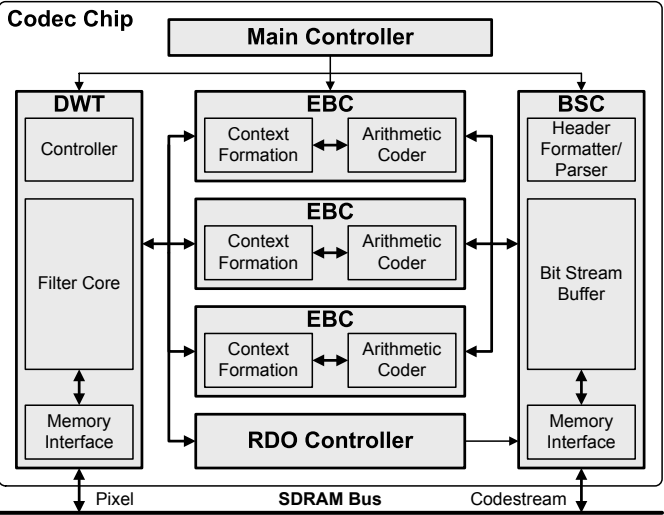 Codec Chip
Main Controller
DWT
Controller
Filter Core
Memory
Interface
EBC
Context
Formation
Arithmetic
Coder
EBC
Context
Formation
Arithmetic
Coder
EBC
Context
Formation
Arithmetic
Coder
RDO Controller
BSC
Header
Formatter/
Parser
Bit Stream
Buffer
Memory
Interface
Pixel
SDRAM Bus
Codestream